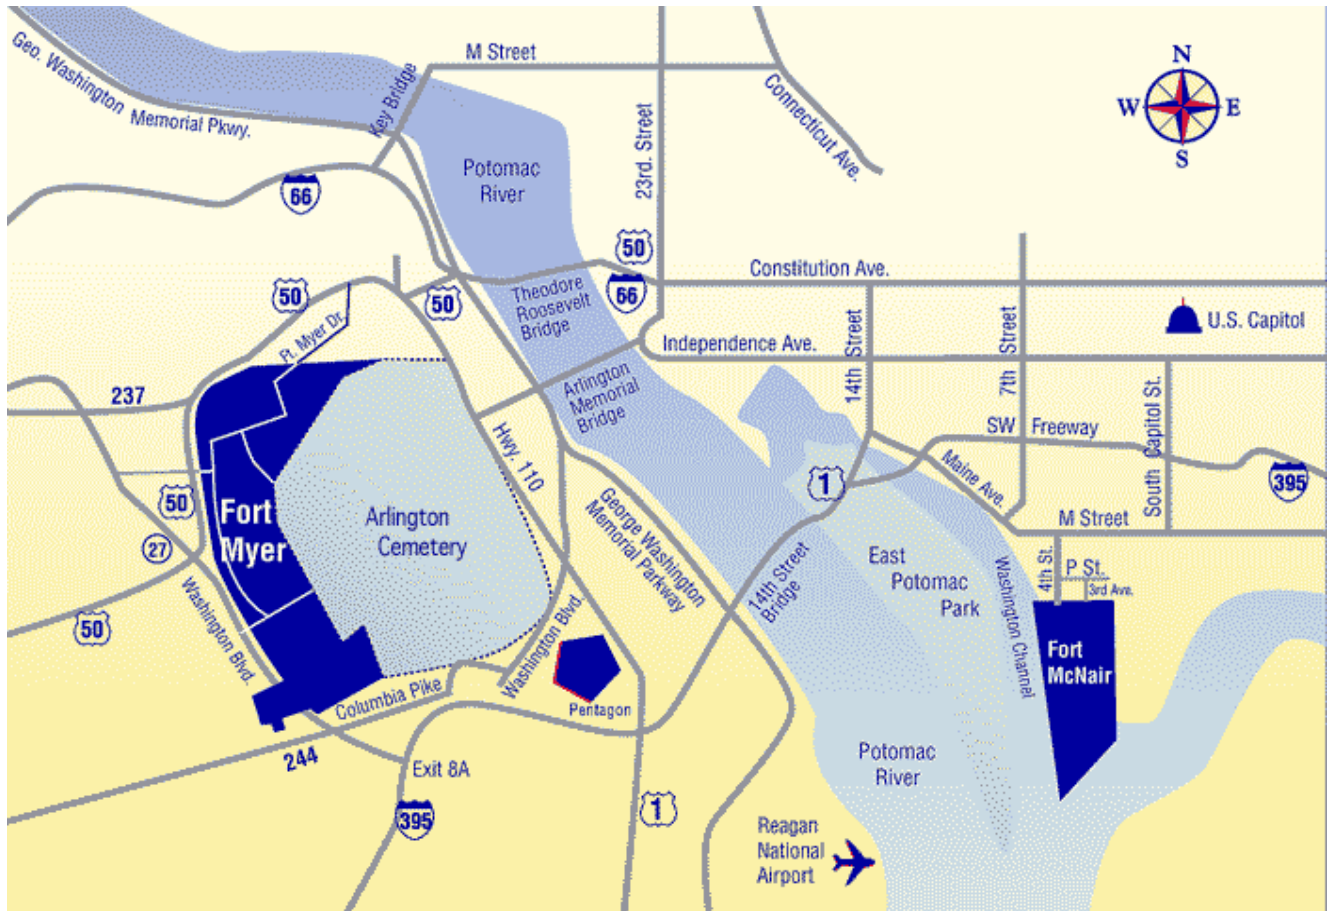 Geo. Washington
Memorial Pkwy.
Key Bridge
M Street
23rd. Street
Connecticut Ave.
N
W
E
S
Potomac
River
66
50
50
50
66
Theodore
Roosevelt
Bridge
Constitution Ave.
U.S. Capitol
Ft. Myer Dr.
Independence Ave.
14th Street
7th Street
237
Arlington
Memorial
Bridge
South Capitol St.
SW
Freeway
Hwy. 110
Maine Ave.
1
395
50
Fort
Myer
Arlington
Cemetery
George Washington
Memorial Parkway
M Street
27
East
Potomac
Park
4th St.
P St.
3rd Ave.
Washington Channel
14th Street
Bridge
Washington Blvd.
50
Washington Blvd.
Fort
McNair
Columbia Pike
Pentagon
244
Exit 8A
Potomac
River
395
1
Reagan
National
Airport